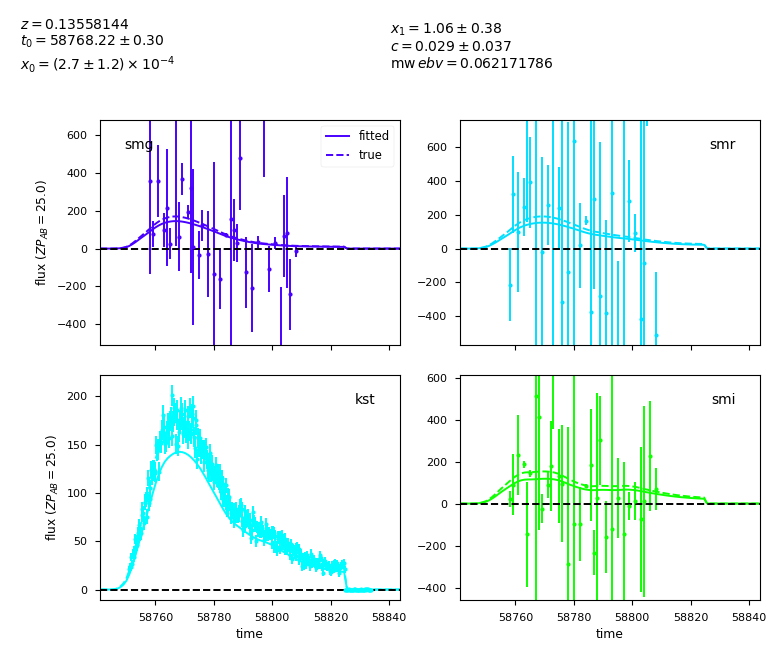 z = 0.13558144
t₀ = 58768.22 ± 0.30
x₀ = (2.7 ± 1.2) × 10⁻⁴
x₁ = 1.06 ± 0.38
c = 0.029 ± 0.037
mw ebv = 0.062171786
smg
fitted
true
600
400
200
0
−200
−400
flux (ZP_AB = 25.0)
smr
600
400
200
0
−200
−400
kst
200
150
100
50
0
flux (ZP_AB = 25.0)
58760 58780 58800 58820 58840
time
smi
600
400
200
0
−200
−400
58760 58780 58800 58820 58840
time